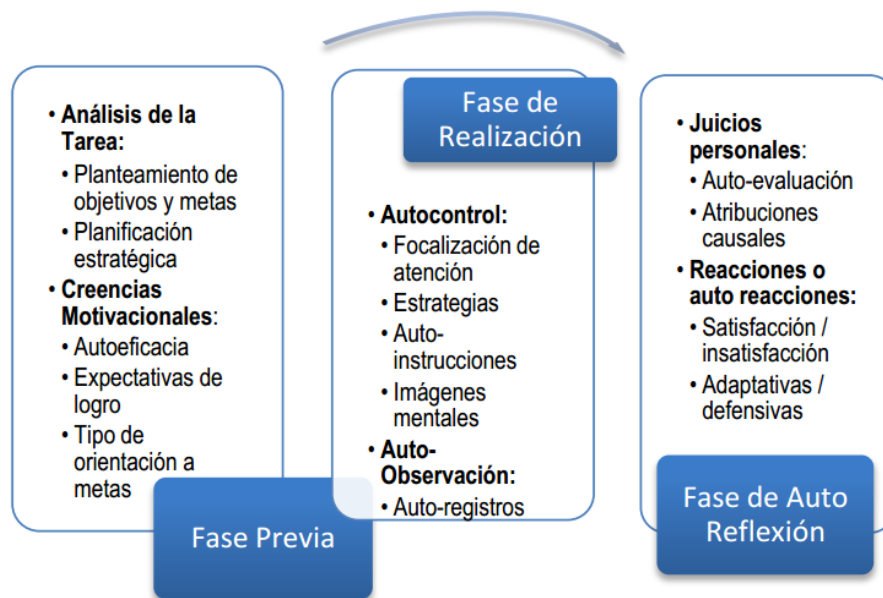 • Análisis de la
Tarea:
• Planteamiento de
objetivos y metas
• Planificación
estratégica
• Creencias
Motivacionales:
• Autoeficacia
• Expectativas de
logro
• Tipo de
orientación a
metas
Fase Previa
Fase de
Realización
• Autocontrol:
• Focalización de
atención
• Estrategias
• Auto-
instrucciones
• Imágenes
mentales
• Auto-
Observación:
• Auto-registros
• Juicios
personales:
• Auto-evaluación
• Atribuciones
causales
• Reacciones o
auto reacciones:
• Satisfacción /
insatisfacción
• Adaptativas /
defensivas
Fase de Auto
Reflexión